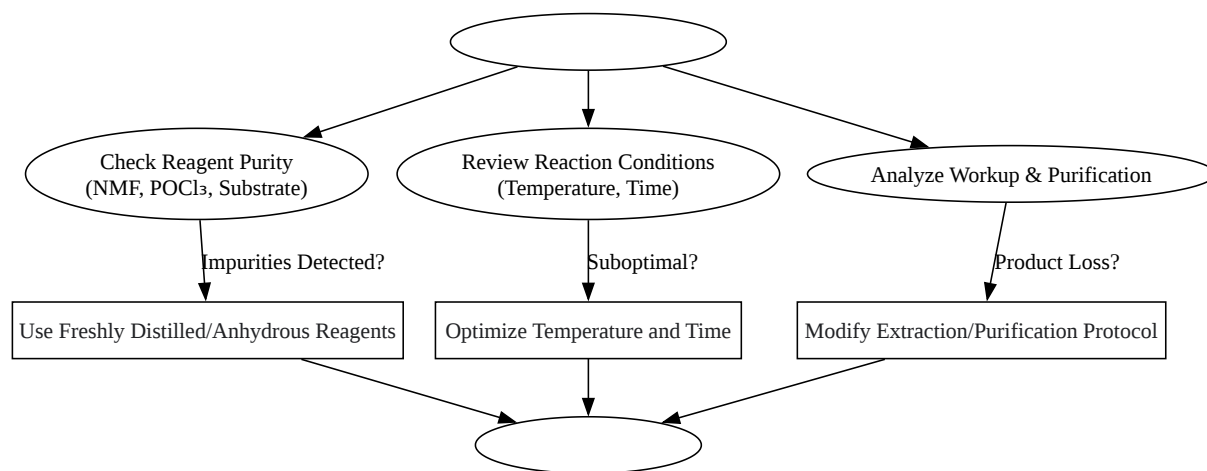 Check Reagent Purity
(NMF, POCl₃, Substrate)
Review Reaction Conditions
(Temperature, Time)
Analyze Workup & Purification
Impurities Detected?
Suboptimal?
Product Loss?
Use Freshly Distilled/Anhydrous Reagents
Optimize Temperature and Time
Modify Extraction/Purification Protocol